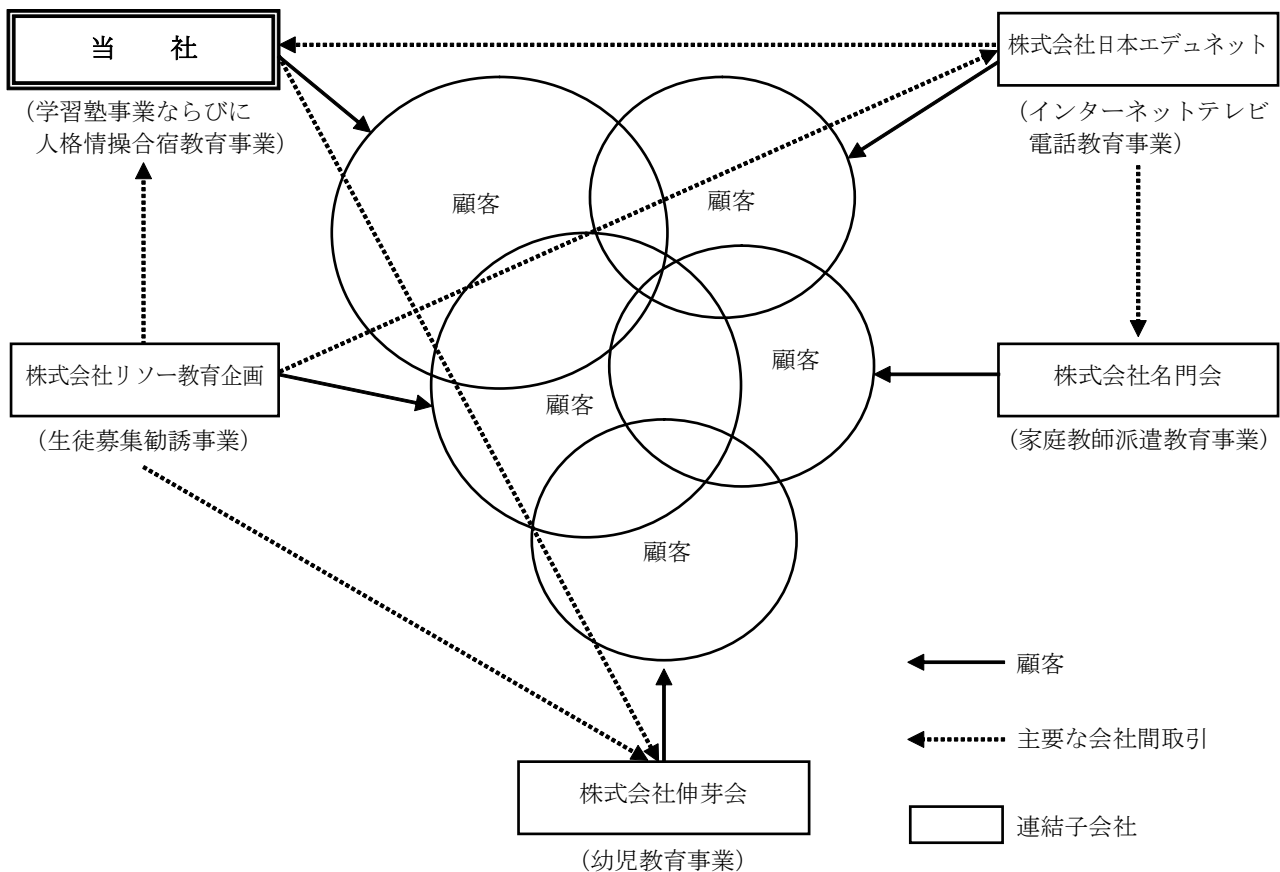 当　　社
(学習塾事業ならびに
人格情操合宿教育事業)
株式会社日本エデュネット
(インターネットテレビ
電話教育事業)
顧客
顧客
株式会社リソー教育企画
(生徒募集勧誘事業)
顧客
顧客
株式会社名門会
(家庭教師派遣教育事業)
顧客
株式会社伸芽会
(幼児教育事業)
顧客
主要な会社間取引
連結子会社